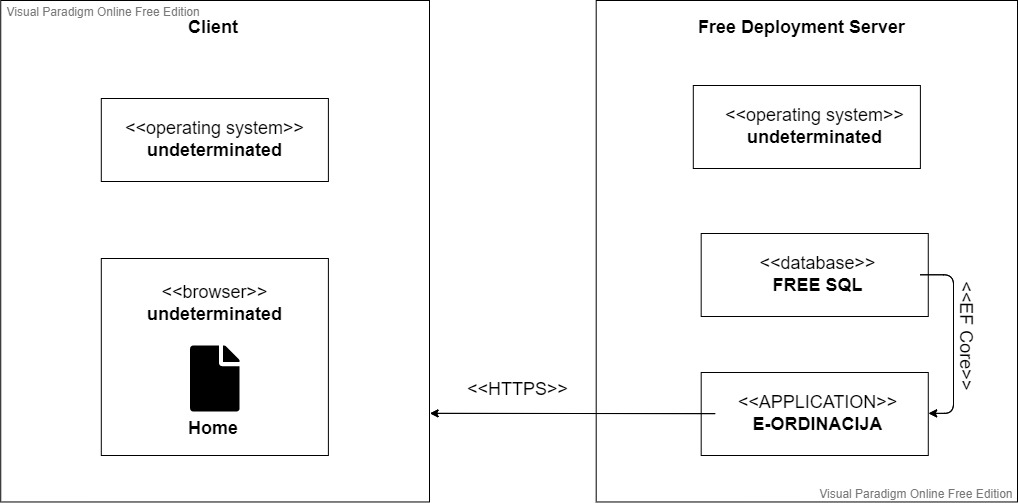 Visual Paradigm Online Free Edition
Client
<<operating system>>
undeterminated
<<browser>>
undeterminated
Home
<<HTTPS>>
Free Deployment Server
<<operating system>>
undeterminated
<<database>>
FREE SQL
<<EF Core>>
<<APPLICATION>>
E-ORDINACIJA
Visual Paradigm Online Free Edition